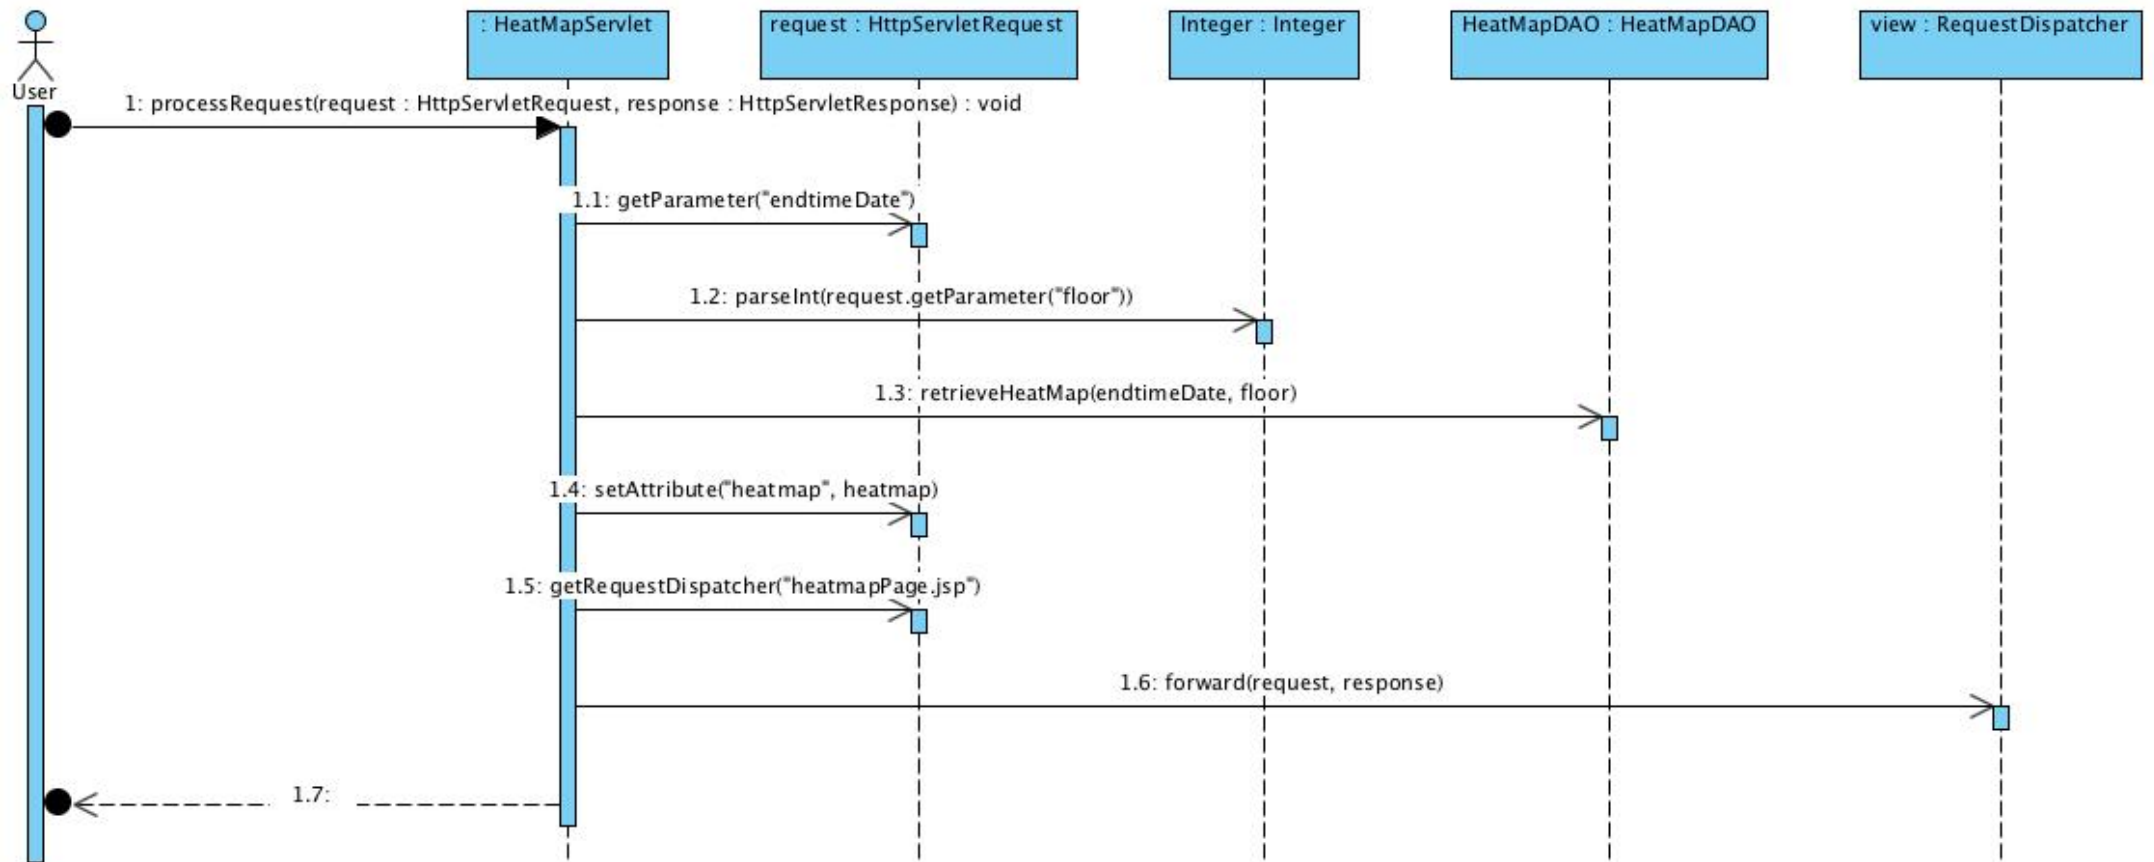 : HeatMapServlet
request : HttpServletRequest
Integer : Integer
HeatMapDAO : HeatMapDAO
view : RequestDispatcher
User
1: processRequest(request : HttpServletRequest, response : HttpServletResponse) : void
1.1: getParameter("endtimeDate")
1.2: parseInt(request.getParameter("floor"))
1.3: retrieveHeatMap(endtimeDate, floor)
1.4: setAttribute("heatmap", heatmap)
1.5: getRequestDispatcher("heatmapPage.jsp")
1.6: forward(request, response)
1.7: